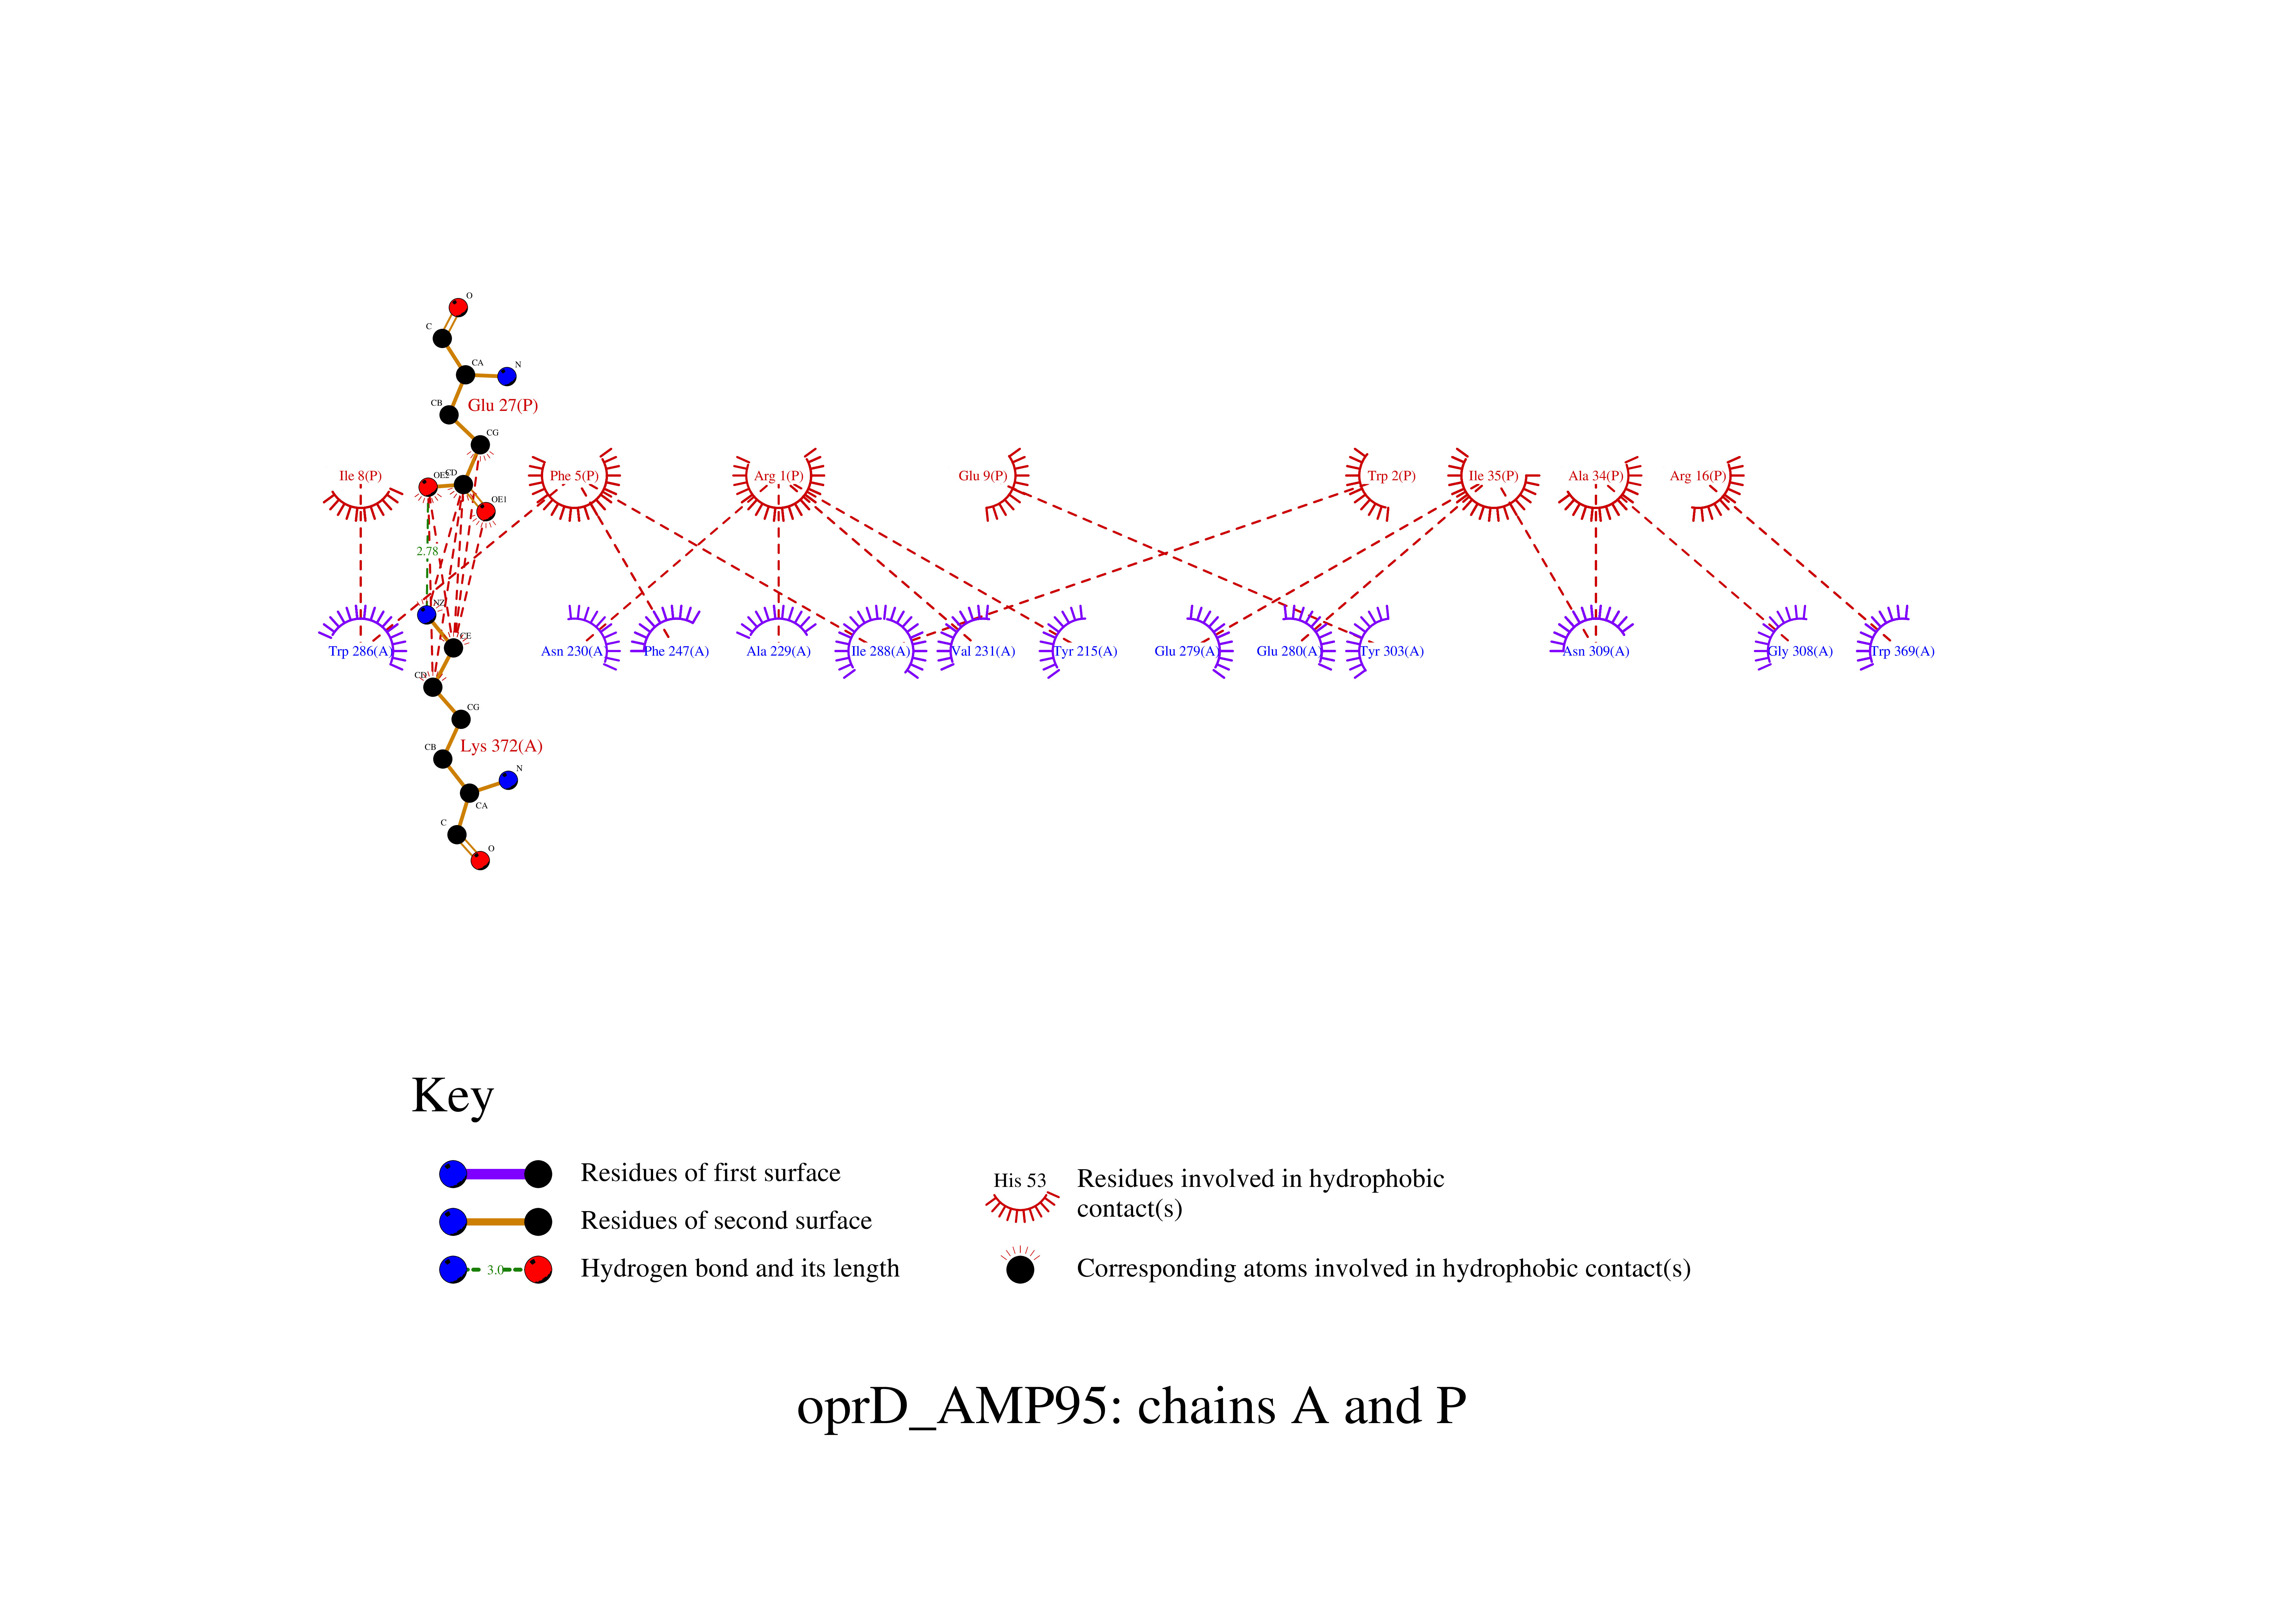 O
C
CA
N
CB
Glu 27(P)
CG
Ile 8(P)
OE2
CD
Phe 5(P)
Arg 1(P)
Glu 9(P)
Trp 2(P)
Ile 35(P)
Ala 34(P)
Arg 16(P)
OE1
2.78
NZ
CE
Trp 286(A)
Asn 230(A)
Phe 247(A)
Ala 229(A)
Ile 288(A)
Val 231(A)
Tyr 215(A)
Glu 279(A)
Glu 280(A)
Tyr 303(A)
Asn 309(A)
Gly 308(A)
Trp 369(A)
CD
CG
CB
Lys 372(A)
N
CA
C
O
Key
Residues of first surface
Residues of second surface
3.0
Hydrogen bond and its length
His 53
Residues involved in hydrophobic
contact(s)
Corresponding atoms involved in hydrophobic contact(s)
oprD_AMP95: chains A and P